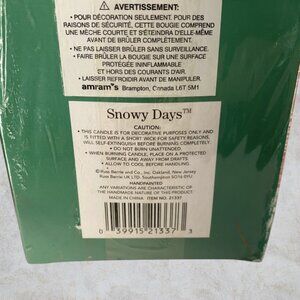 ⚠ AVERTISSEMENT:
• POUR DÉCORATION SEULEMENT. POUR DES
RAISONS DE SÉCURITÉ, CETTE BOUGIE COMPREND
UNE MÈCHE COURTE ET S'ÉTEINDRA D'ELLE-MÊME
AVANT DE BRÛLER COMPLÈTEMENT.
• NE PAS LAISSER BRÛLER SANS SURVEILLANCE.
• FAIRE BRÛLER LA BOUGIE SUR UNE SURFACE
PROTÉGÉE ININFLAMMABLE
ET HORS DES COURANTS D'AIR.
• LAISSER REFROIDIR AVANT DE MANIPULER.
amram's Brampton, Canada L6T 5M1
Snowy Days™
CAUTION:
• THIS CANDLE IS FOR DECORATIVE PURPOSES ONLY AND
IS FITTED WITH A SHORT WICK FOR SAFETY REASONS,
WILL SELF-EXTINGUISH BEFORE BURNING COMPLETELY.
• DO NOT BURN UNATTENDED.
• WHEN BURNING CANDLE, PLACE ON A PROTECTED
SURFACE AND AWAY FROM DRAFTS.
• ALLOW TO COOL BEFORE HANDLING.
© Russ Berrie and Co, Inc. Oakland, New Jersey
Russ Berrie UK LTD. Southampton SO16 0YU
HANDPAINTED
ANY VARIATIONS ARE CHARACTERISTIC OF
THE HANDMADE NATURE OF THIS PRODUCT
MADE IN CHINA ITEM NO. 21337
0 39915 21337 3